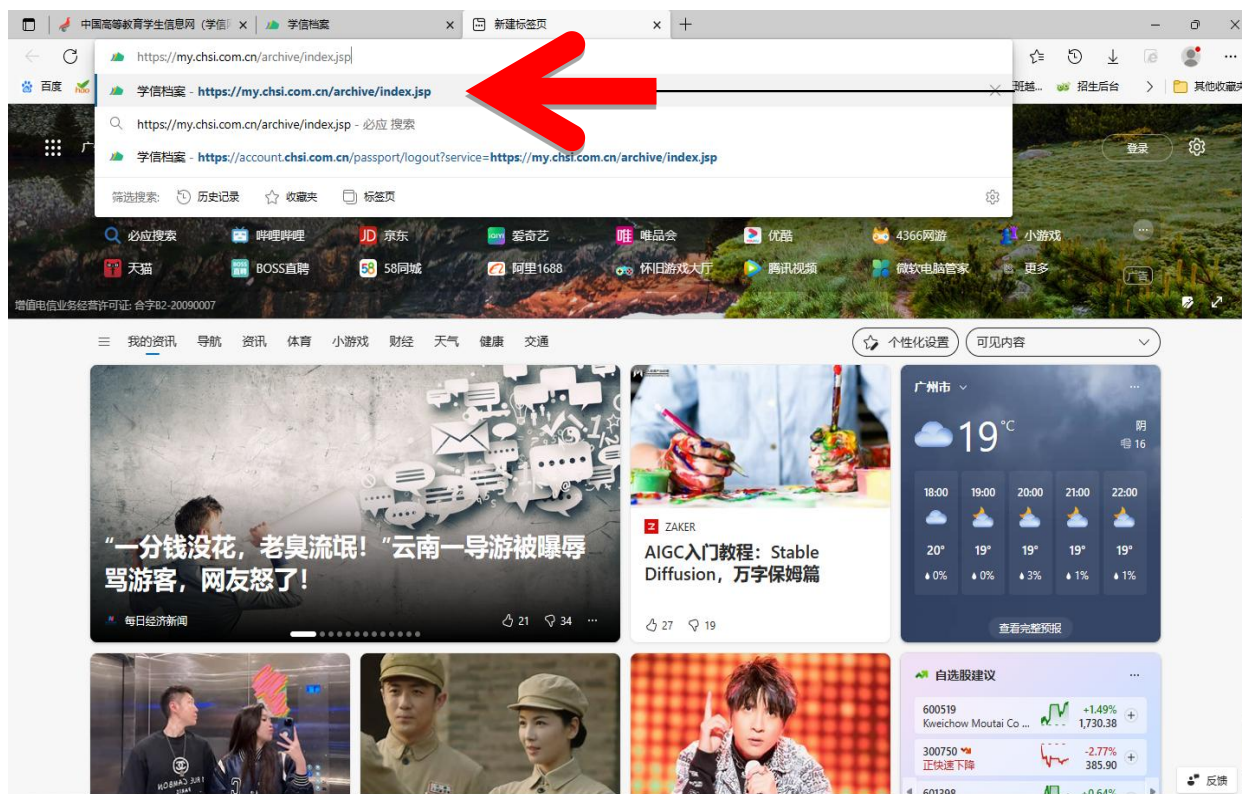 中国高等教育学生信息网 (学信
学信档案
新建标签页
https://my.chsi.com.cn/archive/index.jsp
学信档案 - https://my.chsi.com.cn/archive/index.jsp
https://my.chsi.com.cn/archive/index.jsp - 必应 搜索
学信档案 - https://account.chsi.com.cn/passport/logout?service=https://my.chsi.com.cn/archive/index.jsp
筛选搜索: 历史记录 收藏夹 标签页
百度
班越... 招生后台 其他收藏夹
登录
必应搜索 哔哩哔哩 京东 爱奇艺 唯品会 优酷 4366网游 小游戏
天猫 BOSS直聘 58同城 阿里1688 怀旧游戏大厅 腾讯视频 微软电脑管家 更多
广告
增值电信业务经营许可证: 合字B2-20090007
我的资讯 导航 资讯 体育 小游戏 财经 天气 健康 交通
个性化设置 可见内容
“一分钱没花，老臭流氓！”云南一导游被曝辱
骂游客，网友怒了！
每日经济新闻
21 34
ZAKER
AIGC入门教程：Stable
Diffusion，万字保姆篇
27 19
广州市
19°C
阴
16
18:00 19:00 20:00 21:00 22:00
20° 19° 19° 19° 19°
0% 0% 3% 1% 1%
查看完整预报
自选股建议
600519 +1.49%
Kweichow Moutai Co ... 1,730.38
300750 -2.77%
正快速下降 385.90
601398 +0.64%
反馈